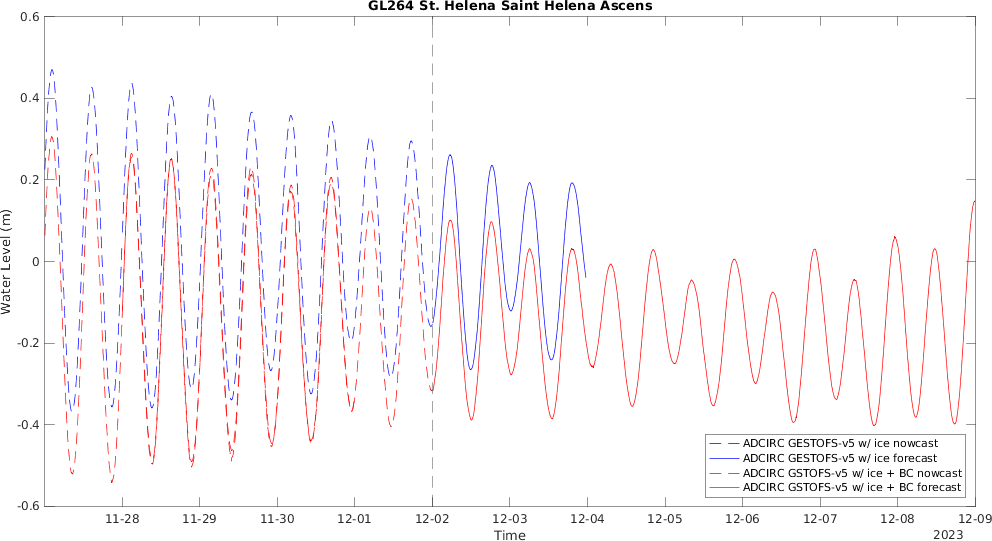 GL264 St. Helena Saint Helena Ascens
0.6
0.4
0.2
0
-0.2
-0.4
-0.6
Water Level (m)
ADCIRC GESTOFS-v5 w/ ice nowcast
ADCIRC GESTOFS-v5 w/ ice forecast
ADCIRC GSTOFS-v5 w/ ice + BC nowcast
ADCIRC GSTOFS-v5 w/ ice + BC forecast
11-28 11-29 11-30 12-01 12-02 12-03 12-04 12-05 12-06 12-07 12-08 12-09
Time
2023